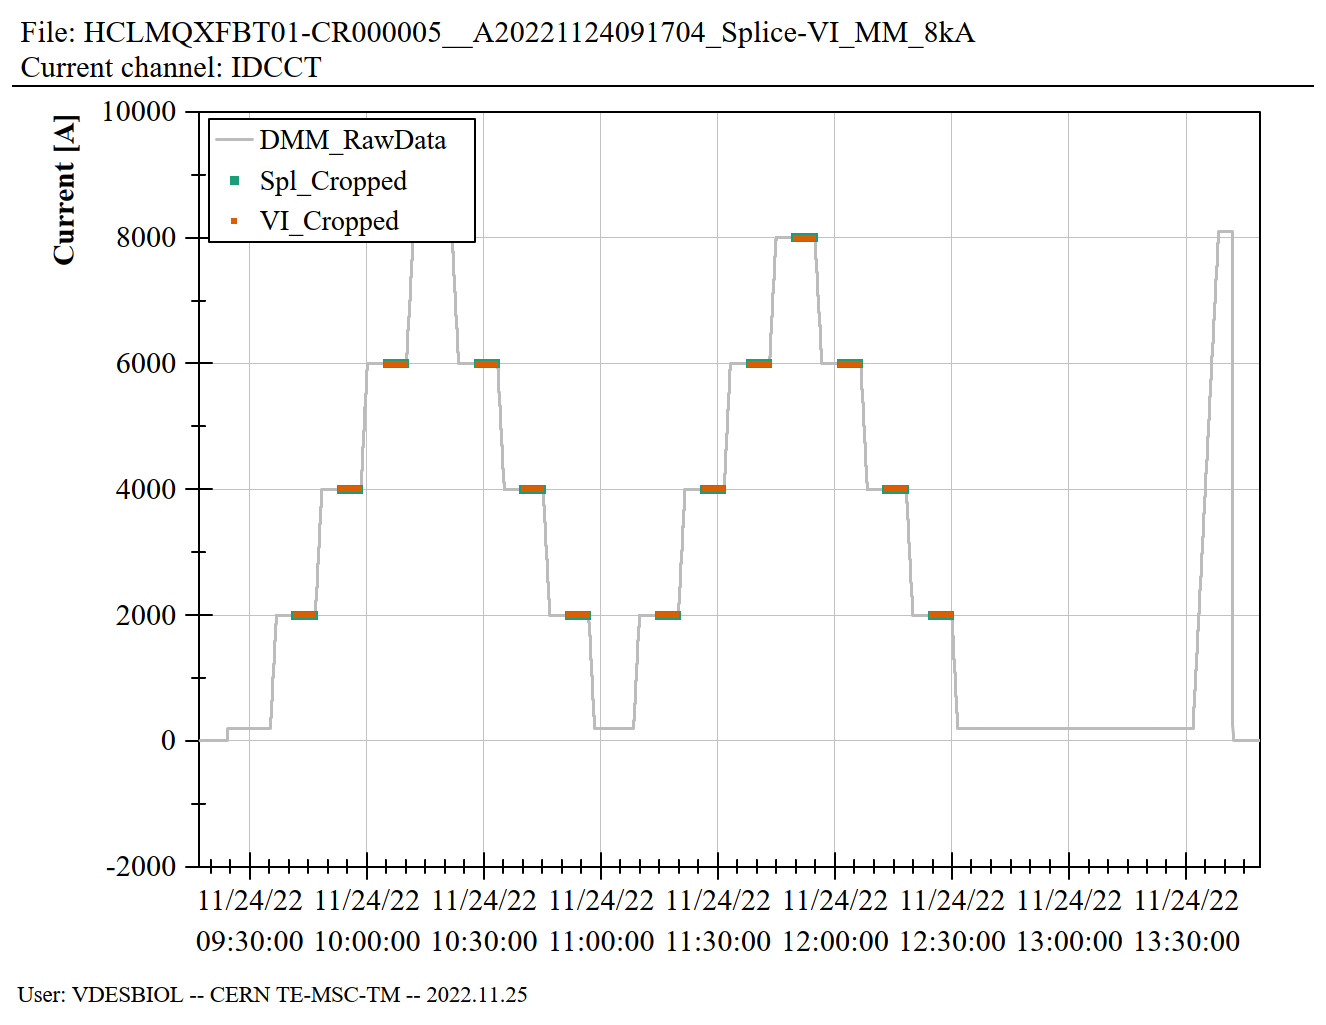 File: HCLMQXFBT01-CR000005__A20221124091704_Splice-VI_MM_8kA
Current channel: IDCCT
Current [A]
10000
8000
6000
4000
2000
0
-2000
DMM_RawData
Spl_Cropped
VI_Cropped
11/24/22 11/24/22 11/24/22 11/24/22 11/24/22 11/24/22 11/24/22 11/24/22 11/24/22
09:30:00 10:00:00 10:30:00 11:00:00 11:30:00 12:00:00 12:30:00 13:00:00 13:30:00
User: VDESBIOL -- CERN TE-MSC-TM -- 2022.11.25